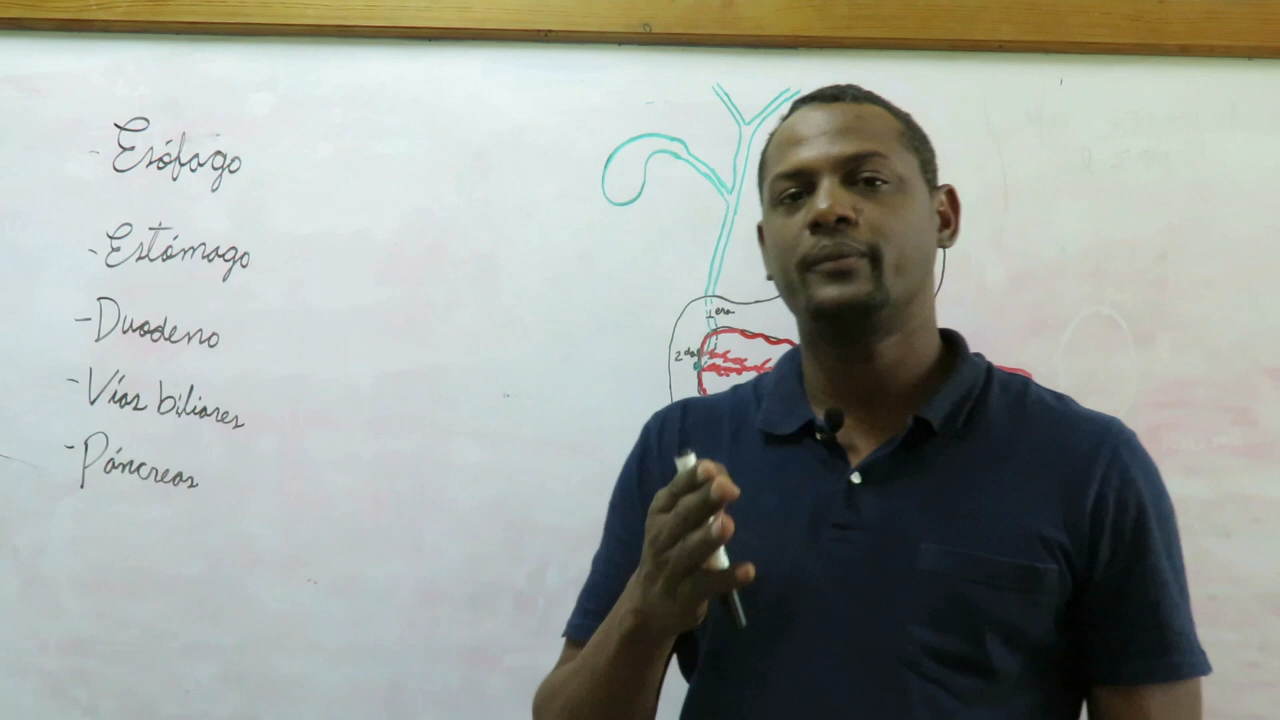 - Esófago
- Estómago
- Duodeno
- Vías biliares
- Páncreas
1era
2da